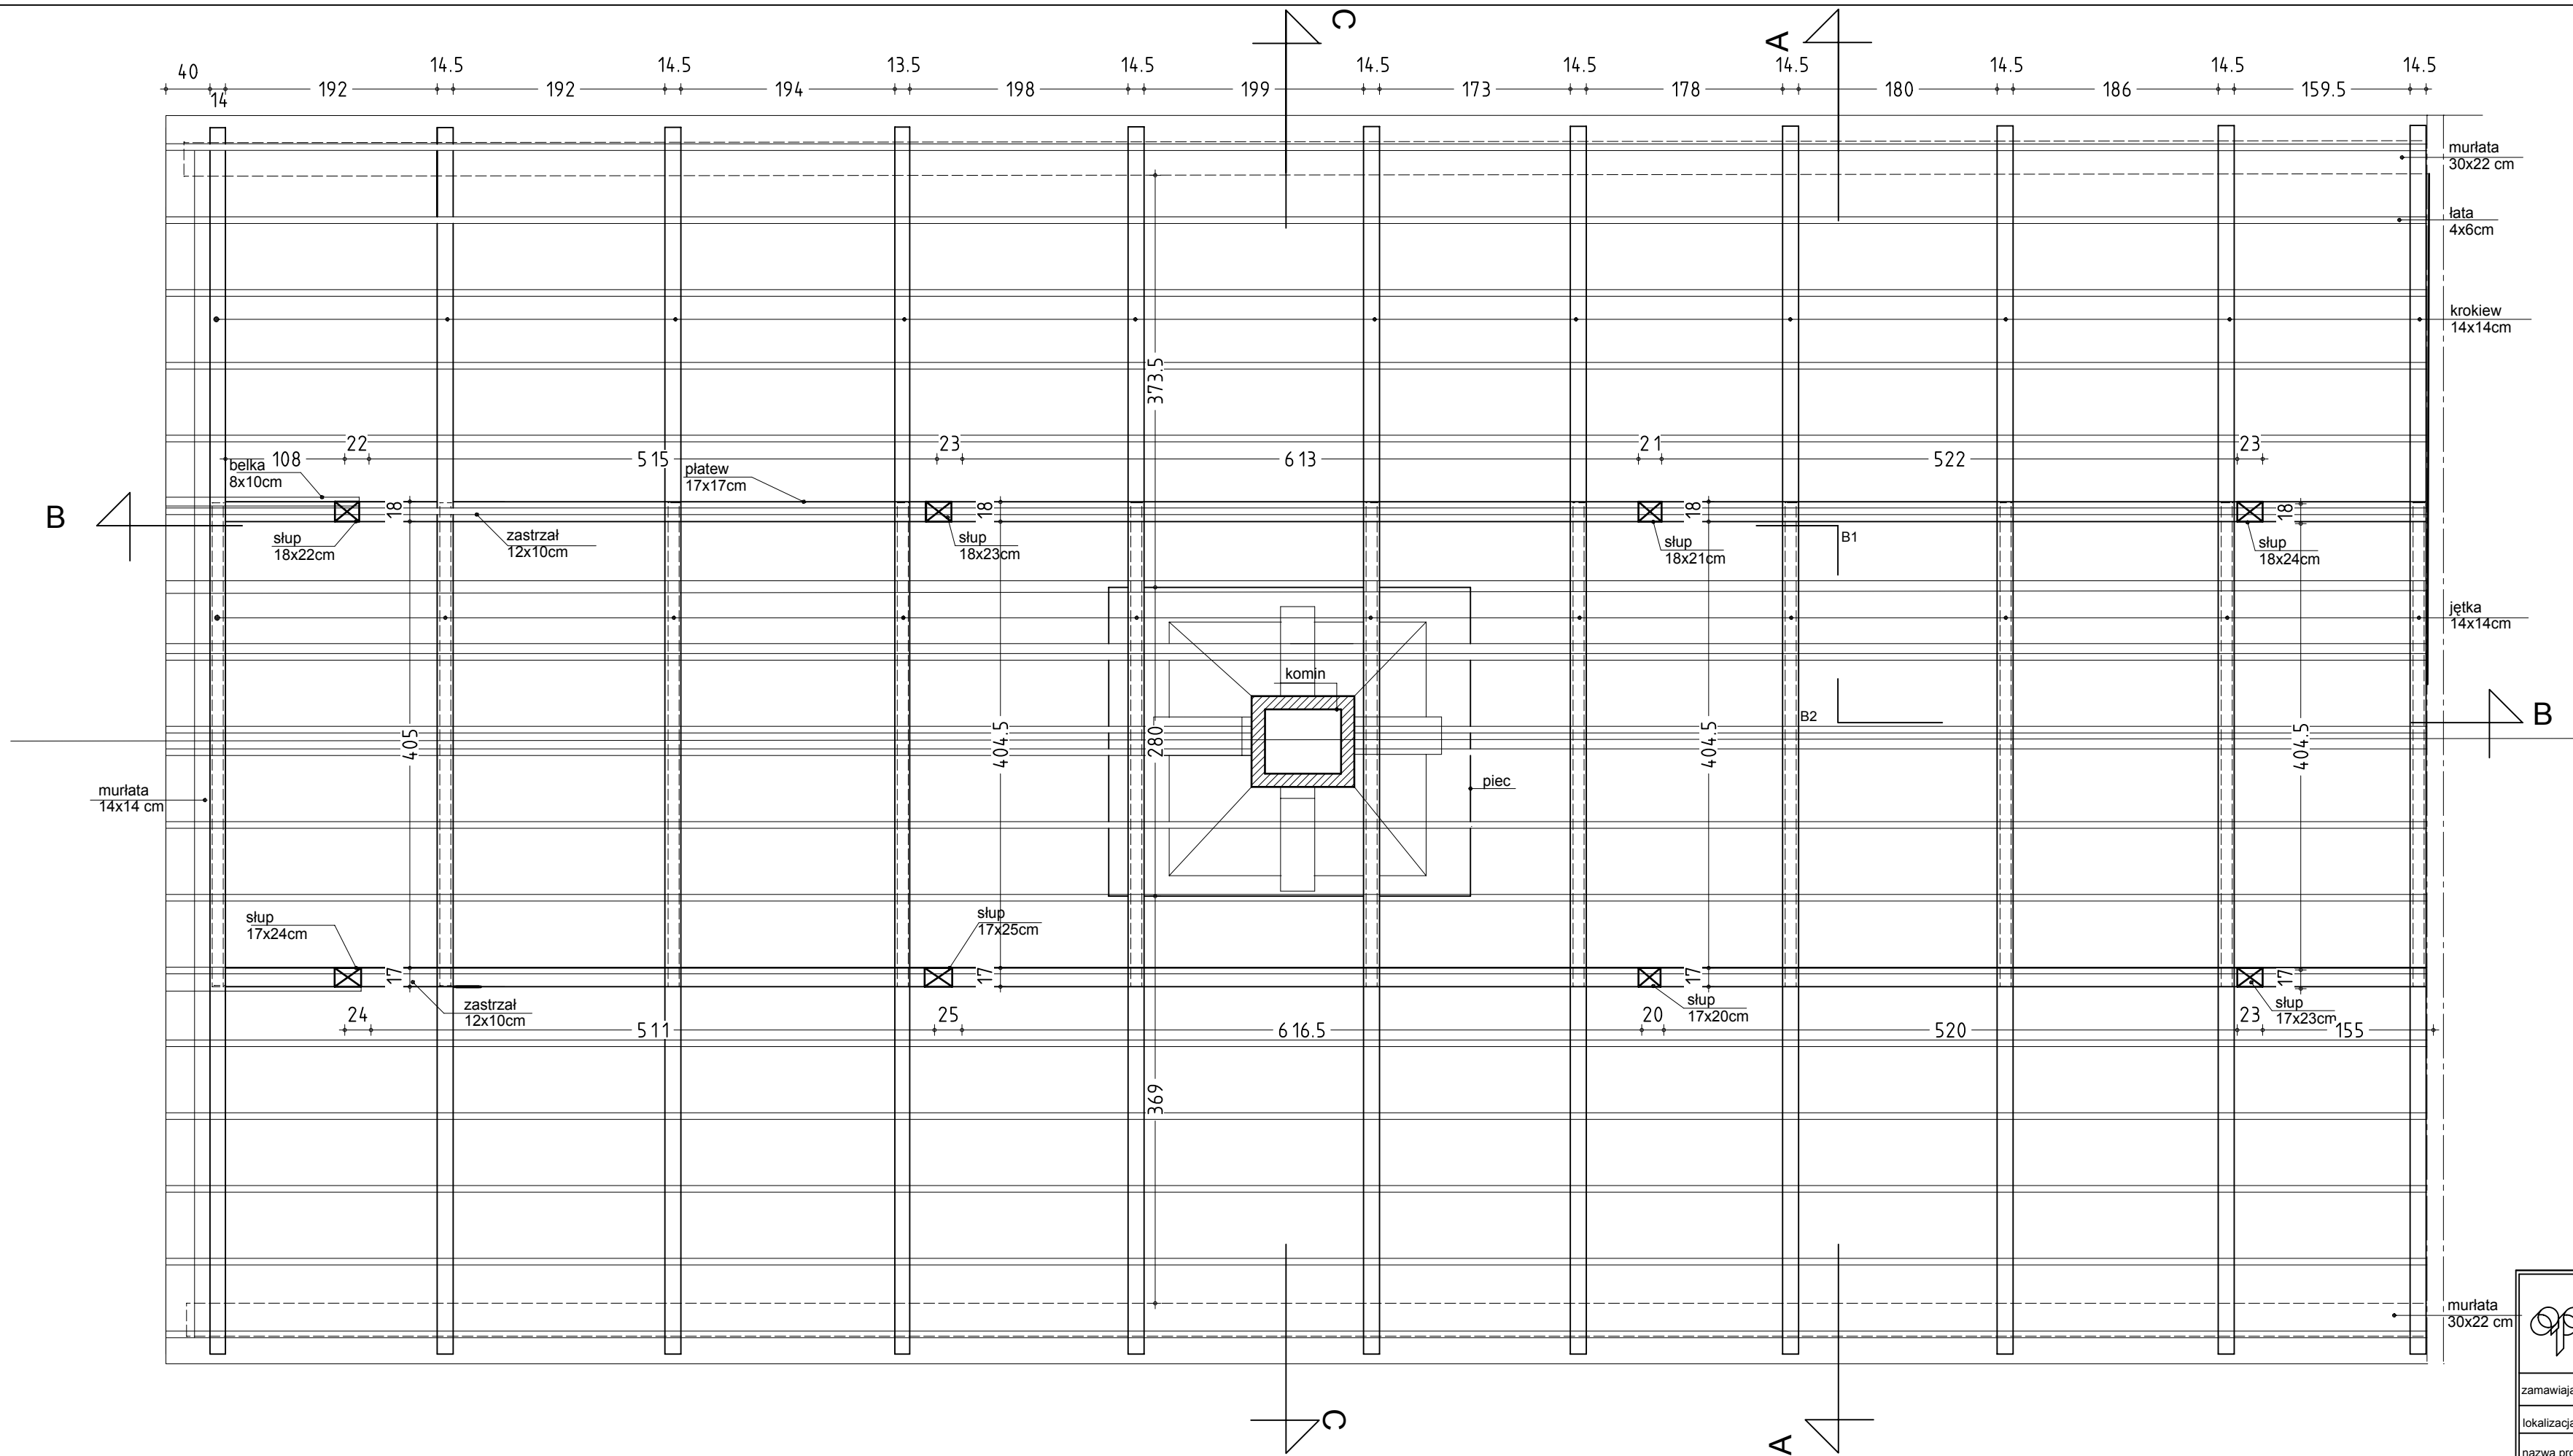 C
A
40
14.5
14.5
13.5
14.5
14.5
14.5
14.5
14.5
14.5
14.5
14
192
192
194
198
199
173
178
180
186
159.5
murłata
30x22 cm
łata
4x6cm
krokiew
14x14cm
373.5
22
23
21
23
108
515
613
522
belka
8x10cm
płatew
17x17cm
B
18
18
18
18
słup
18x22cm
zastrzał
12x10cm
słup
18x23cm
słup
18x21cm
B1
słup
18x24cm
jętka
14x14cm
komin
B2
B
405
404.5
280
404.5
404.5
piec
murłata
14x14 cm
słup
17x24cm
słup
17x25cm
17
17
17
17
zastrzał
12x10cm
słup
17x20cm
słup
17x23cm
24
25
20
23
511
616.5
520
155
369
murłata
30x22 cm
C
A